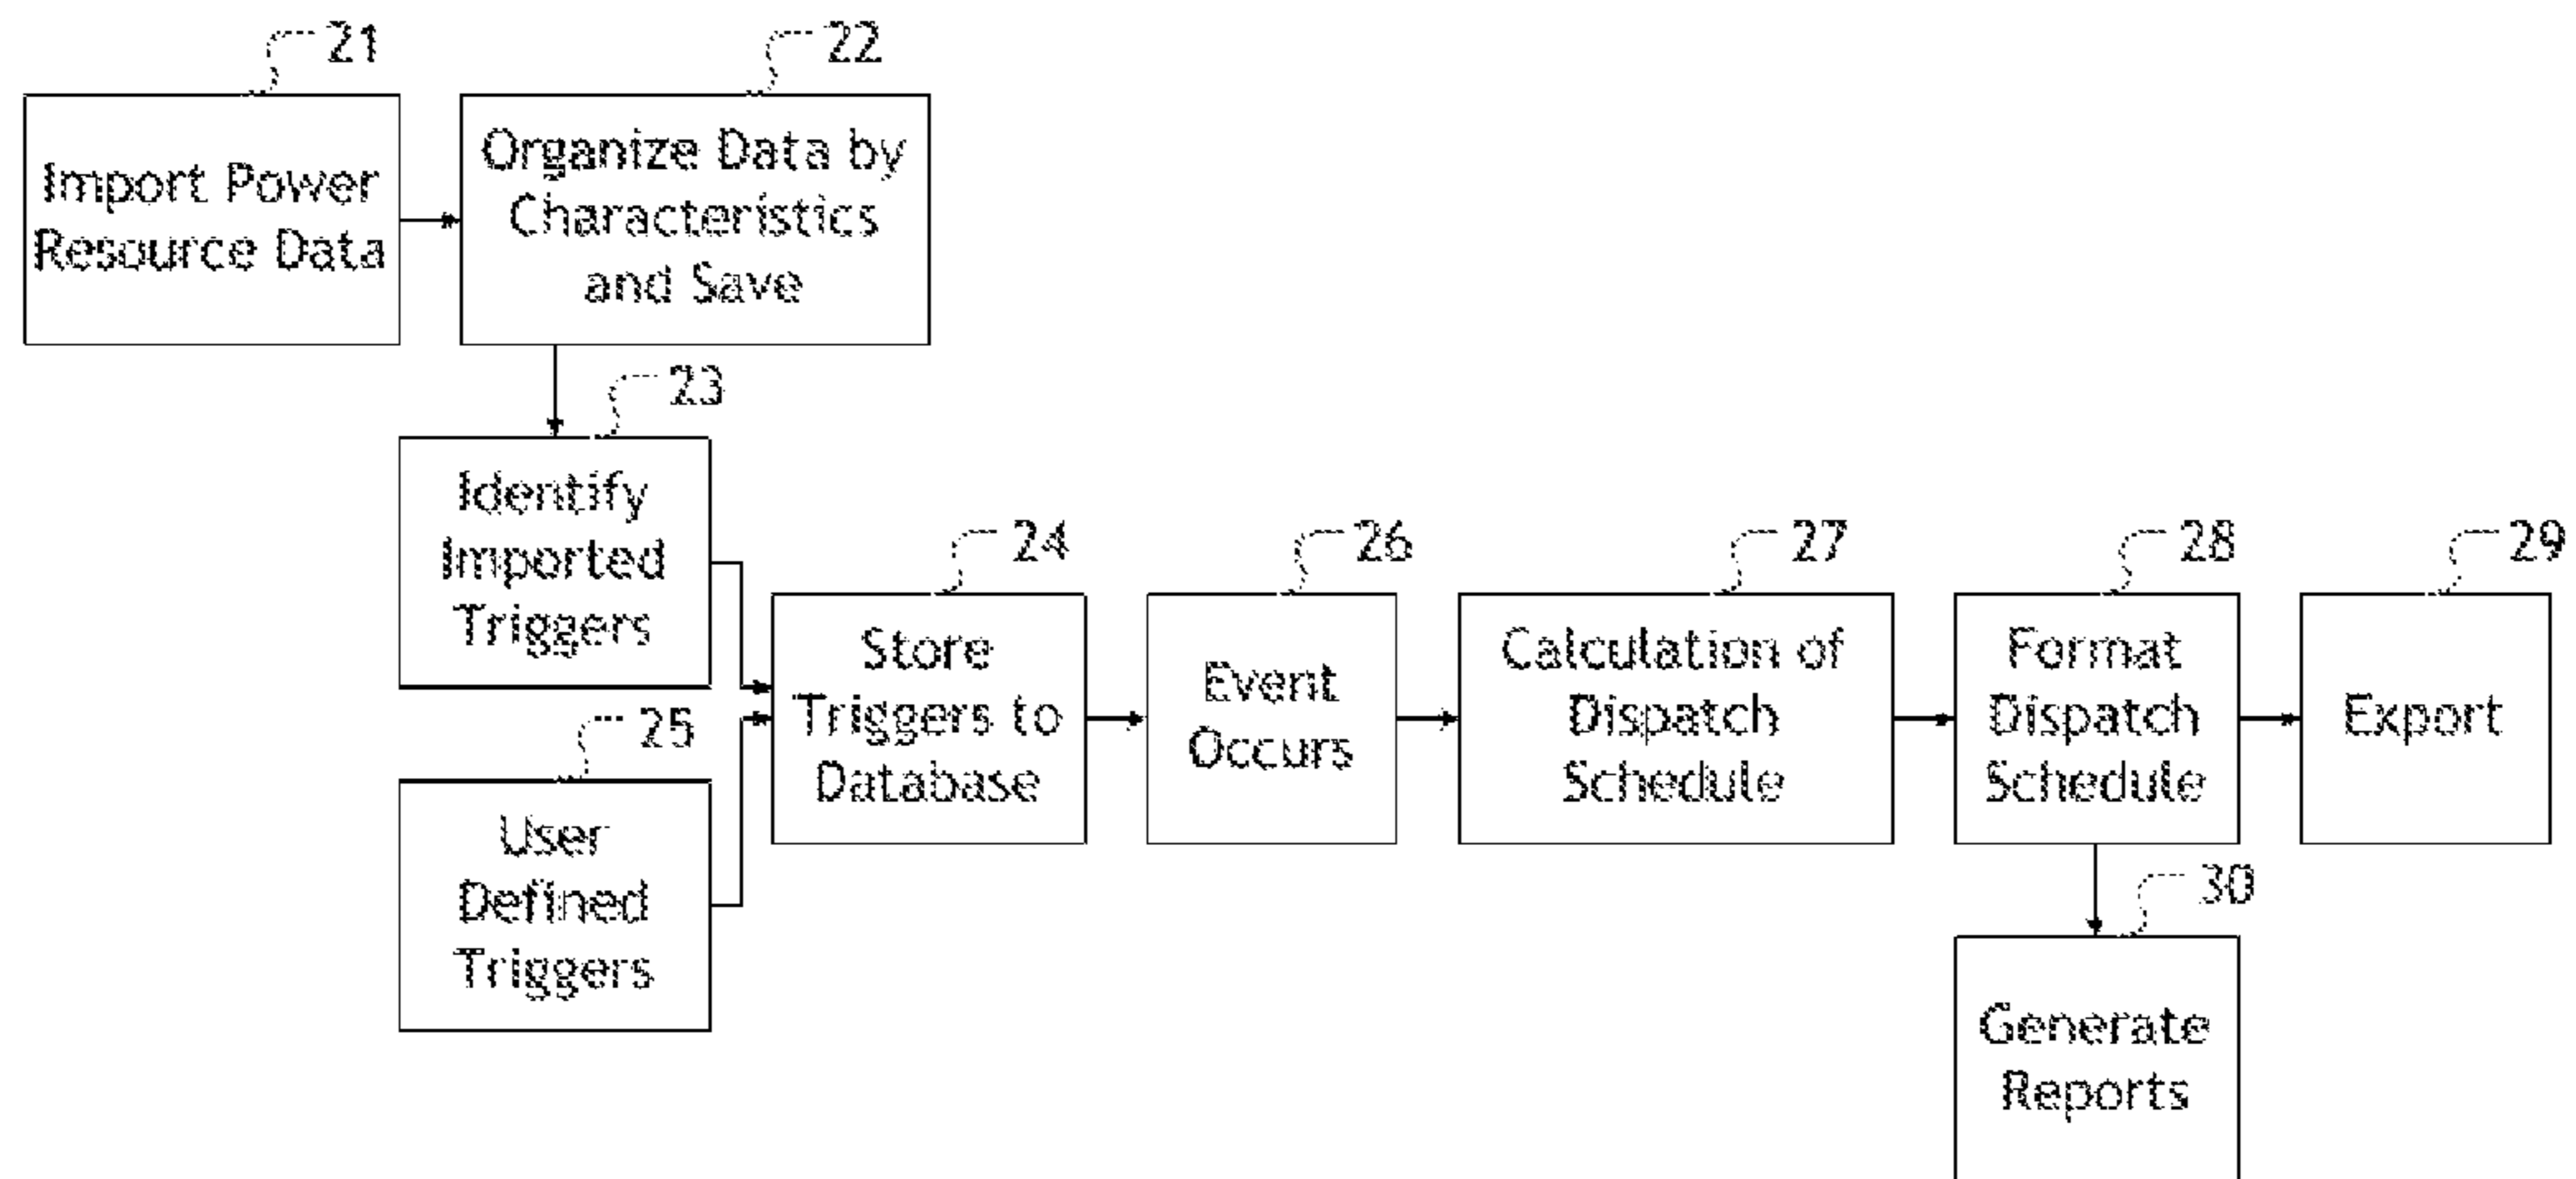 21
Import Power
Resource Data
22
Organize Data by
Characteristics
and Save
23
Identify
Imported
Triggers
25
User
Defined
Triggers
24
Store
Triggers to
Database
26
Event
Occurs
27
Calculation of
Dispatch
Schedule
28
Format
Dispatch
Schedule
29
Export
30
Generate
Reports